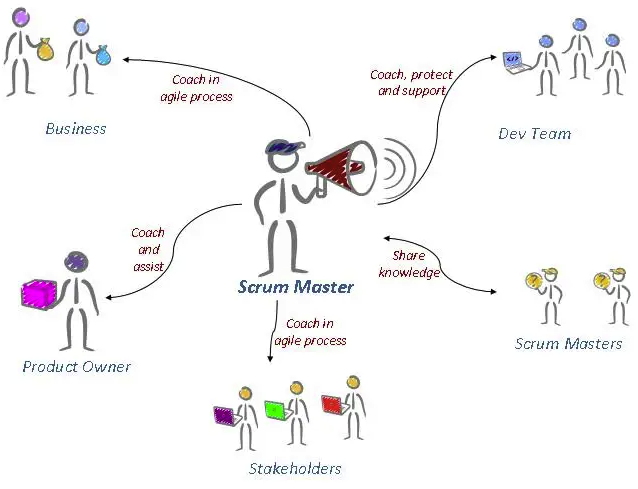 Coach in
agile process
Business
Coach, protect
and support
Dev Team
Coach
and
assist
Product Owner
Scrum Master
Share
knowledge
Scrum Masters
Coach in
agile process
Stakeholders